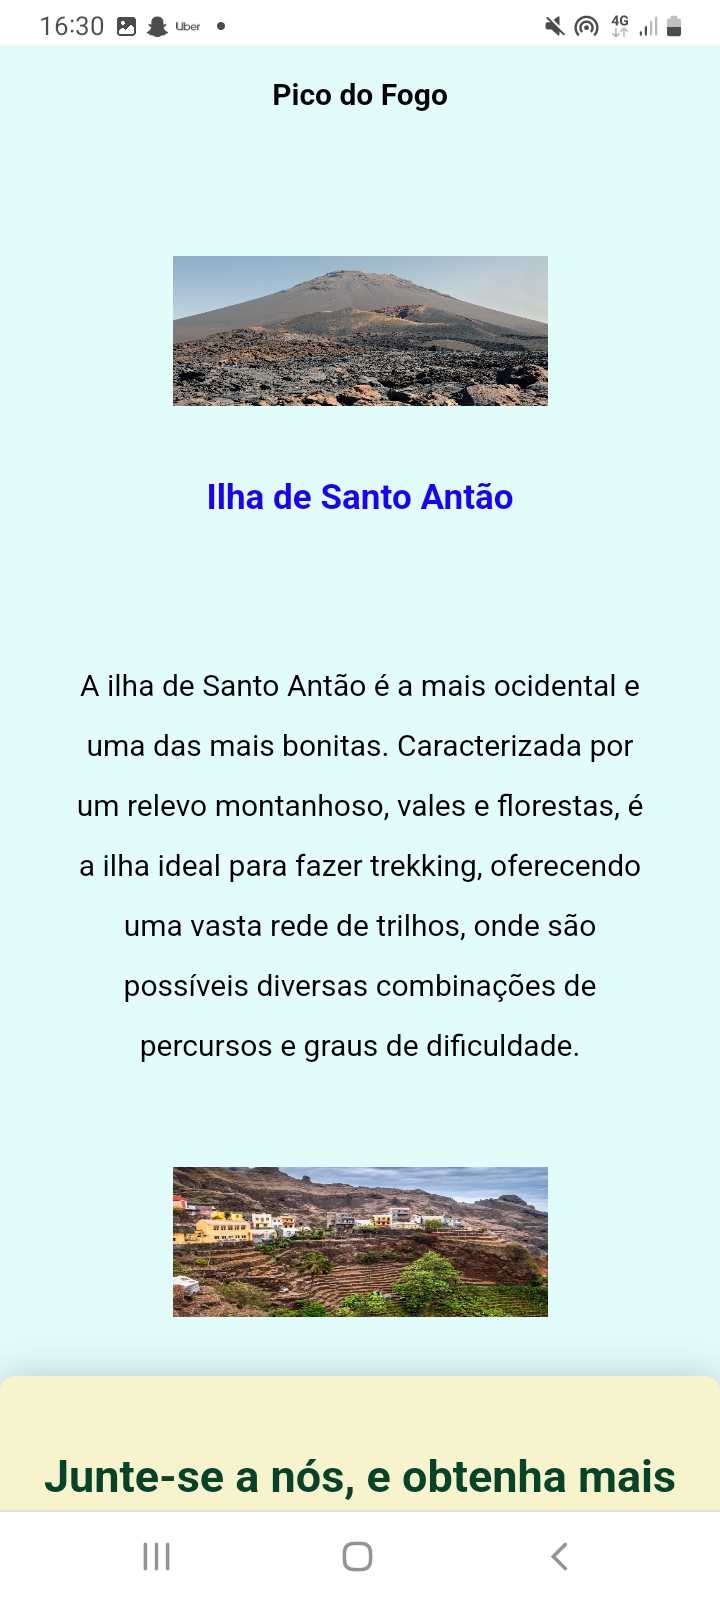 16:30 Uber 4G
Pico do Fogo
Ilha de Santo Antão
A ilha de Santo Antão é a mais ocidental e
uma das mais bonitas. Caracterizada por
um relevo montanhoso, vales e florestas, é
a ilha ideal para fazer trekking, oferecendo
uma vasta rede de trilhos, onde são
possíveis diversas combinações de
percursos e graus de dificuldade.
Junte-se a nós, e obtenha mais